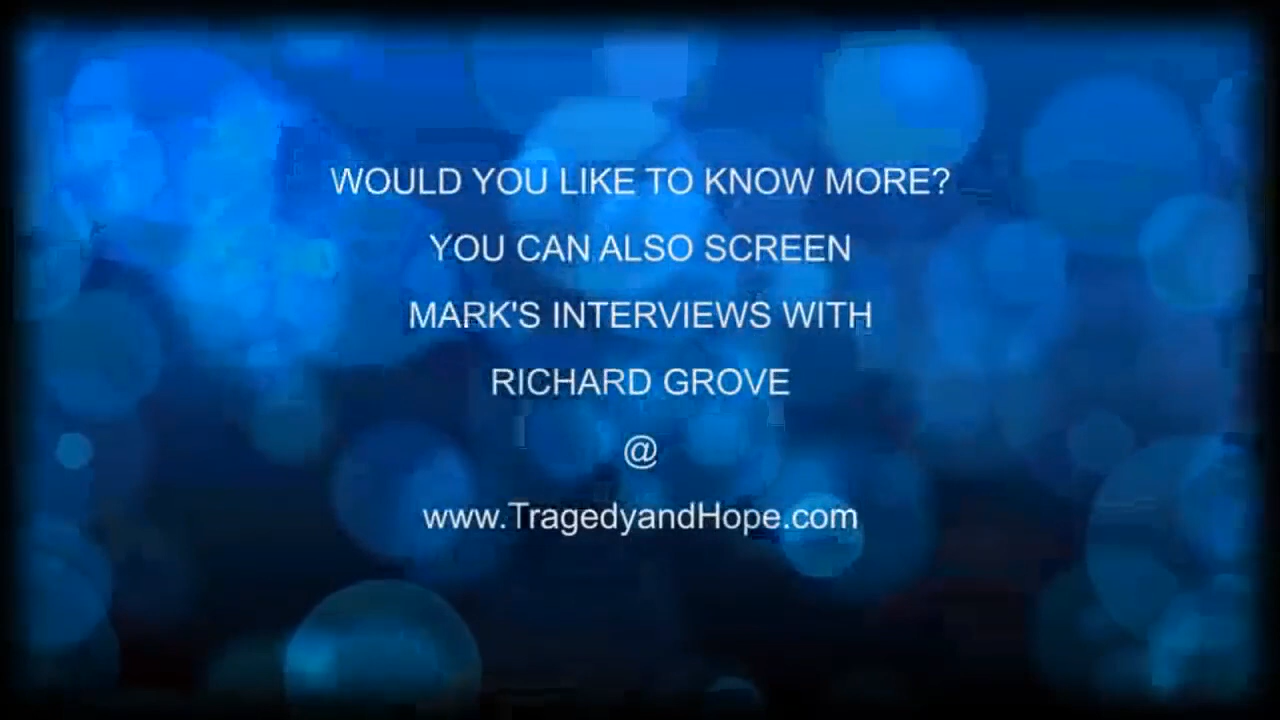 WOULD YOU LIKE TO KNOW MORE?
YOU CAN ALSO SCREEN
MARK'S INTERVIEWS WITH
RICHARD GROVE
@
www.TragedyandHope.com